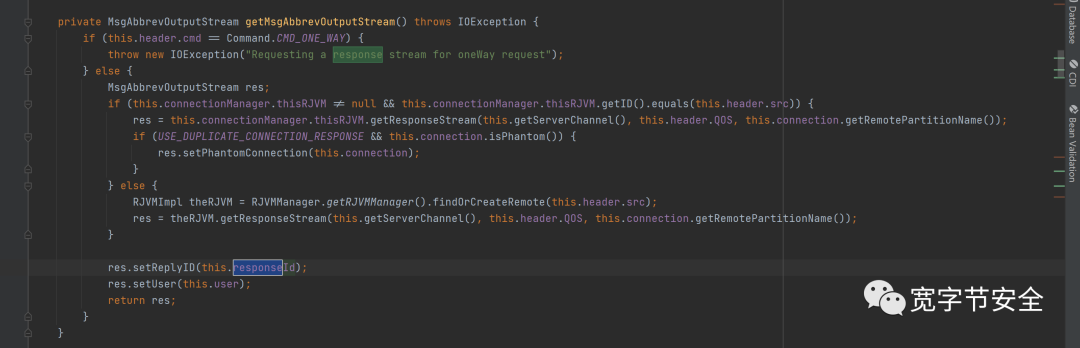 private MsgAbbrevOutputStream getMsgAbbrevOutputStream() throws IOException {
if (this.header.cmd == Command.CMD_ONE_WAY) {
throw new IOException("Requesting a response stream for oneWay request");
} else {
MsgAbbrevOutputStream res;
if (this.connectionManager.thisRJVM ≠ null && this.connectionManager.thisRJVM.getID().equals(this.header.src)) {
res = this.connectionManager.thisRJVM.getResponseStream(this.getServerChannel(), this.header.QOS, this.connection.getRemotePartitionName());
if (USE_DUPLICATE_CONNECTION_RESPONSE && this.connection.isPhantom()) {
res.setPhantomConnection(this.connection);
}
} else {
RJVMImpl theRJVM = RJVMManager.getRJVMManager().findOrCreateRemote(this.header.src);
res = theRJVM.getResponseStream(this.getServerChannel(), this.header.QOS, this.connection.getRemotePartitionName());
}
res.setReplyID(this.responseId);
res.setUser(this.user);
return res;
}
}
Database
CDI
Bean Validation
宽字节安全